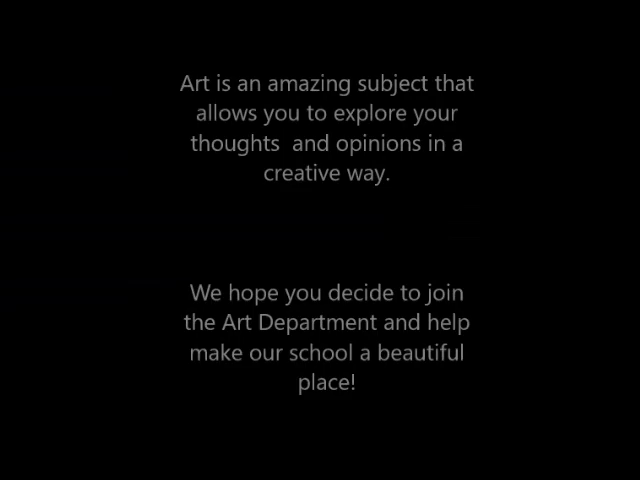 Art is an amazing subject that
allows you to explore your
thoughts  and opinions in a
creative way.
We hope you decide to join
the Art Department and help
make our school a beautiful
place!